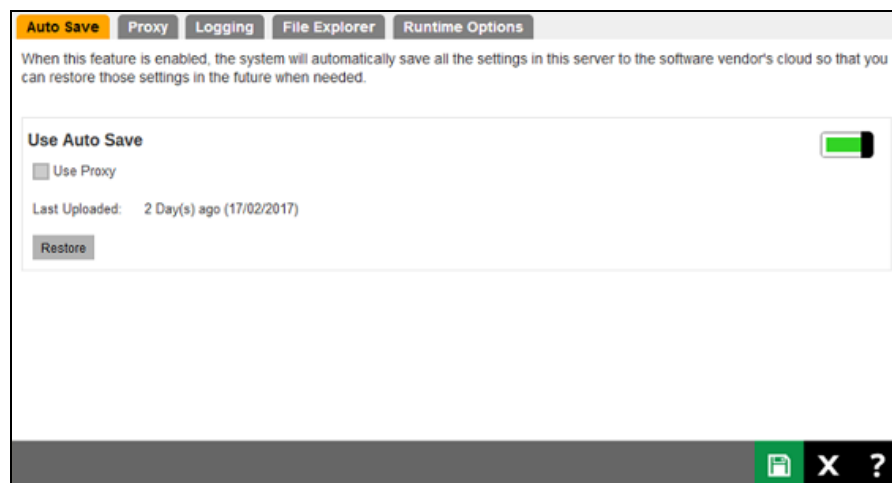 Auto Save Proxy Logging File Explorer Runtime Options
When this feature is enabled, the system will automatically save all the settings in this server to the software vendor's cloud so that you
can restore those settings in the future when needed.
Use Auto Save
Use Proxy
Last Uploaded: 2 Day(s) ago (17/02/2017)
Restore
X ?